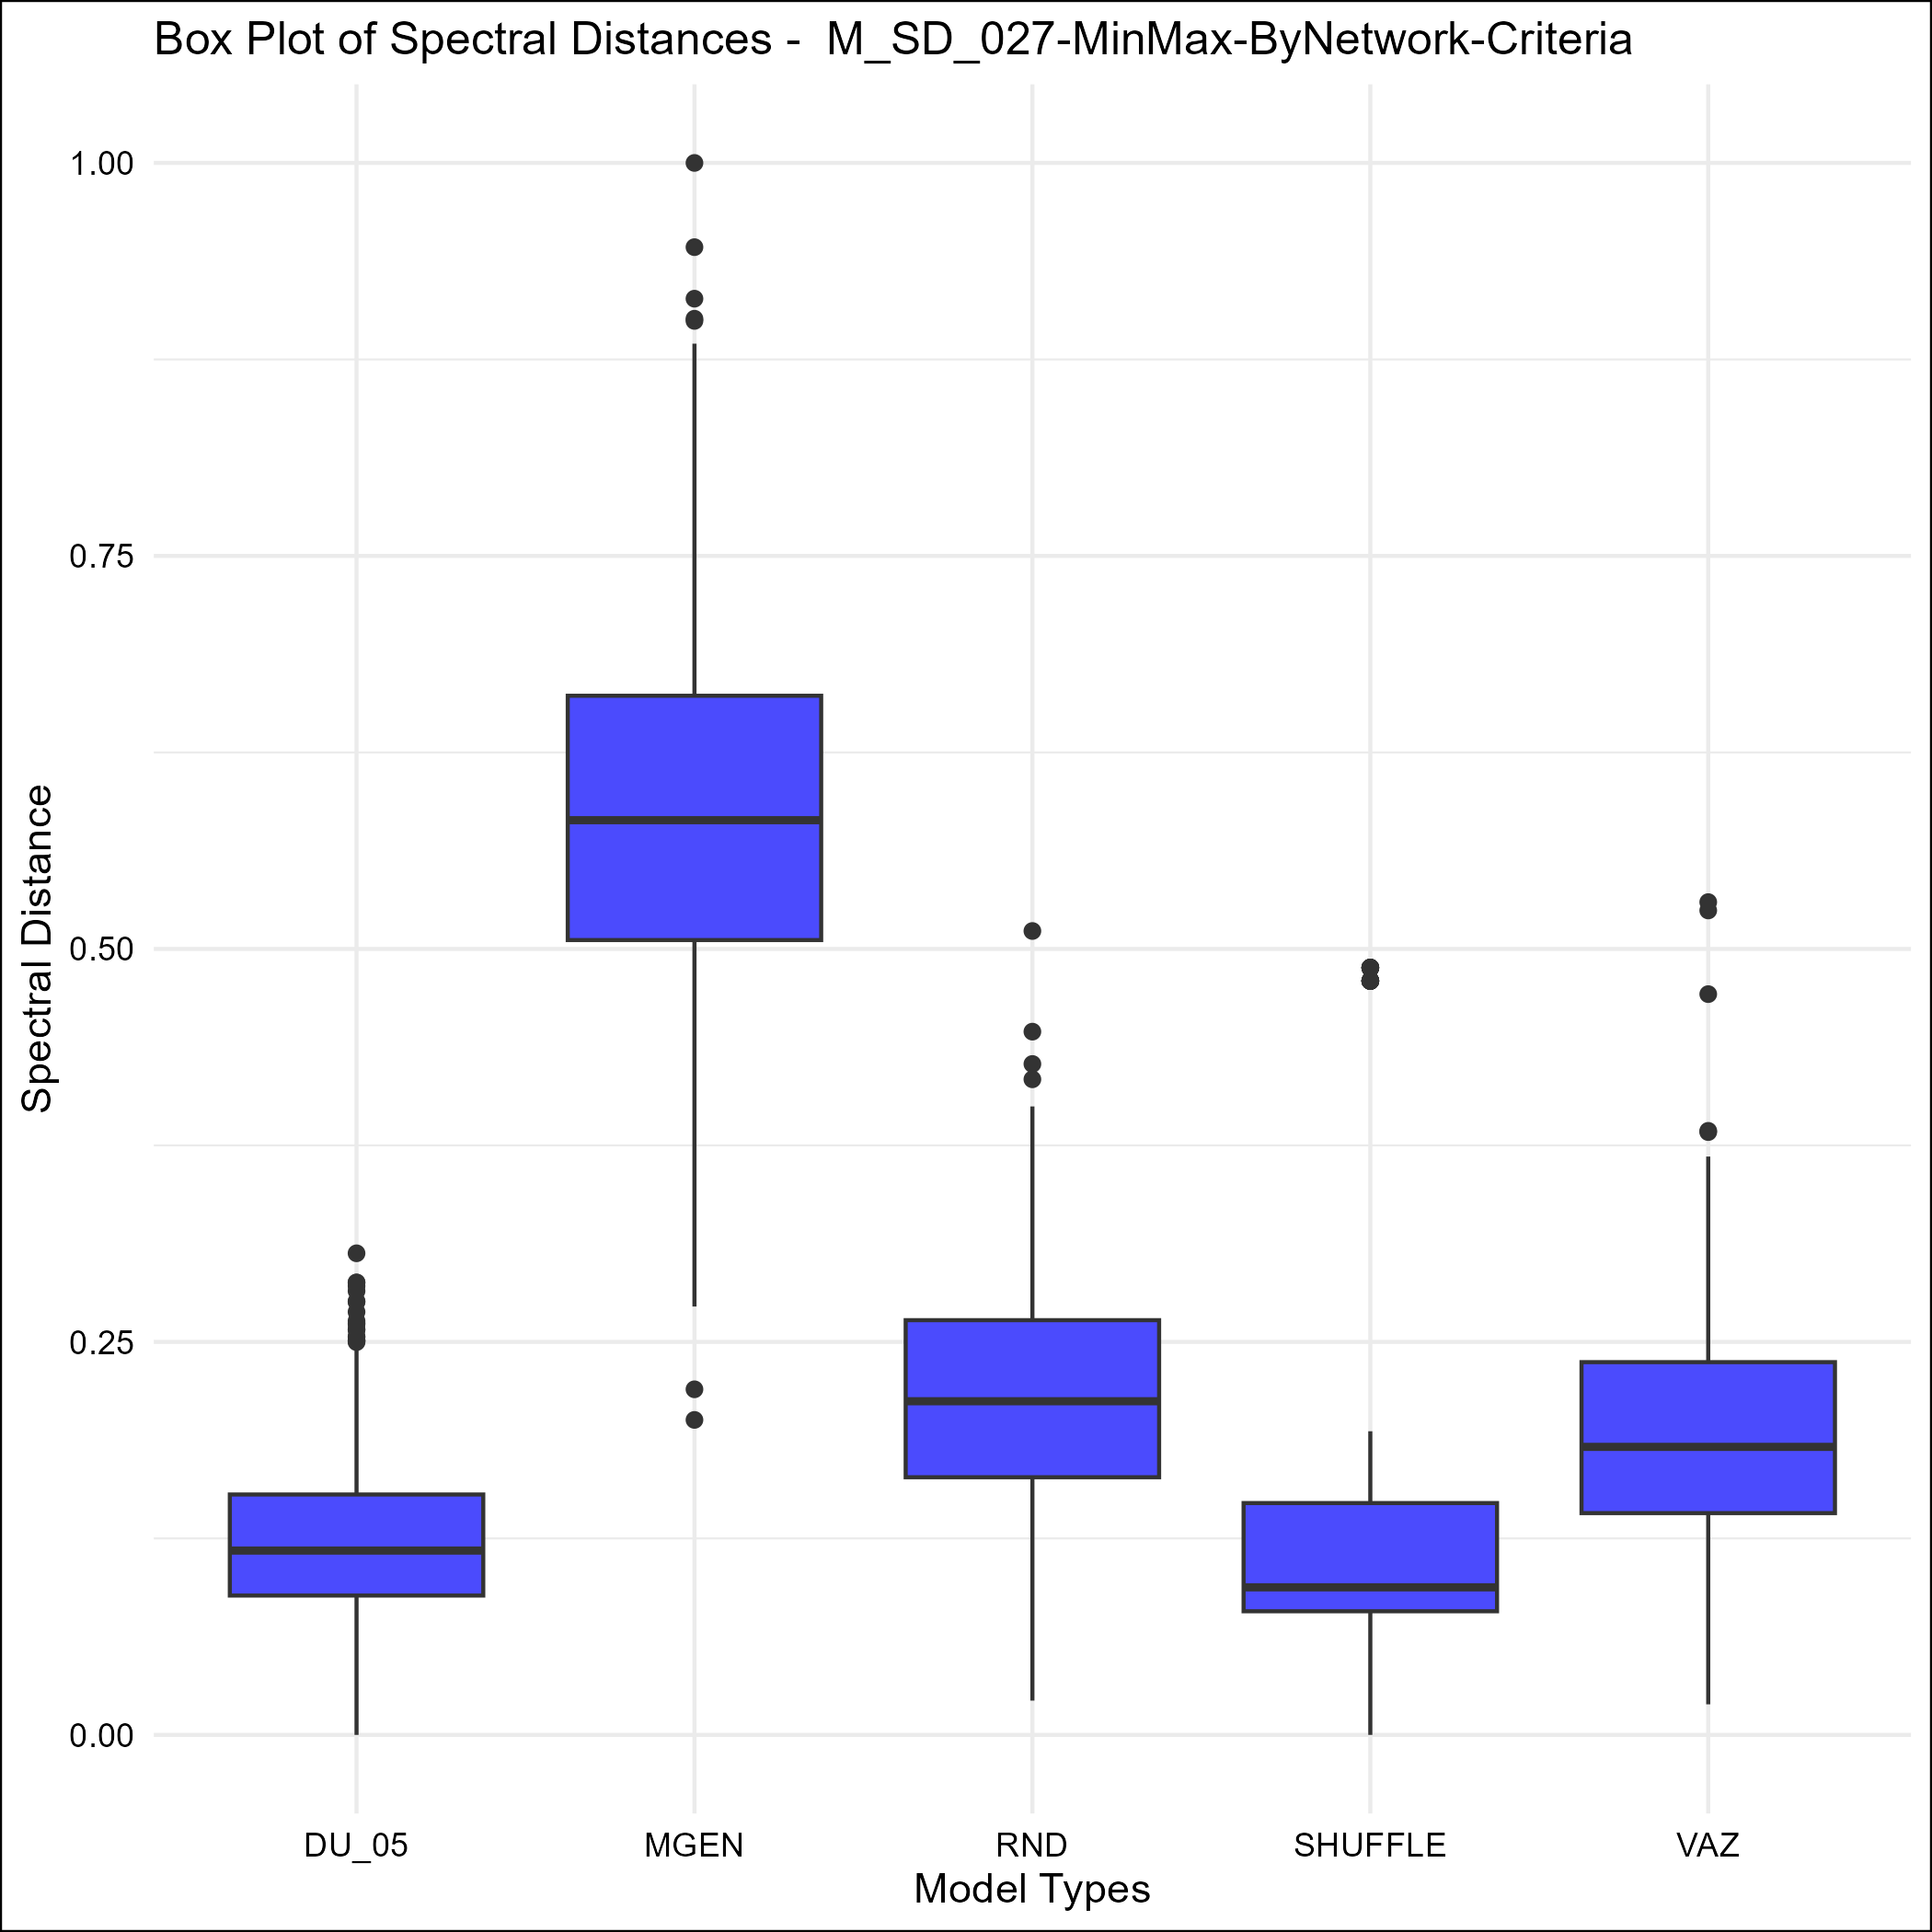 Box Plot of Spectral Distances -  M_SD_027-MinMax-ByNetwork-Criteria
Spectral Distance
1.00
0.75
0.50
0.25
0.00
DU_05 MGEN RND SHUFFLE VAZ
Model Types